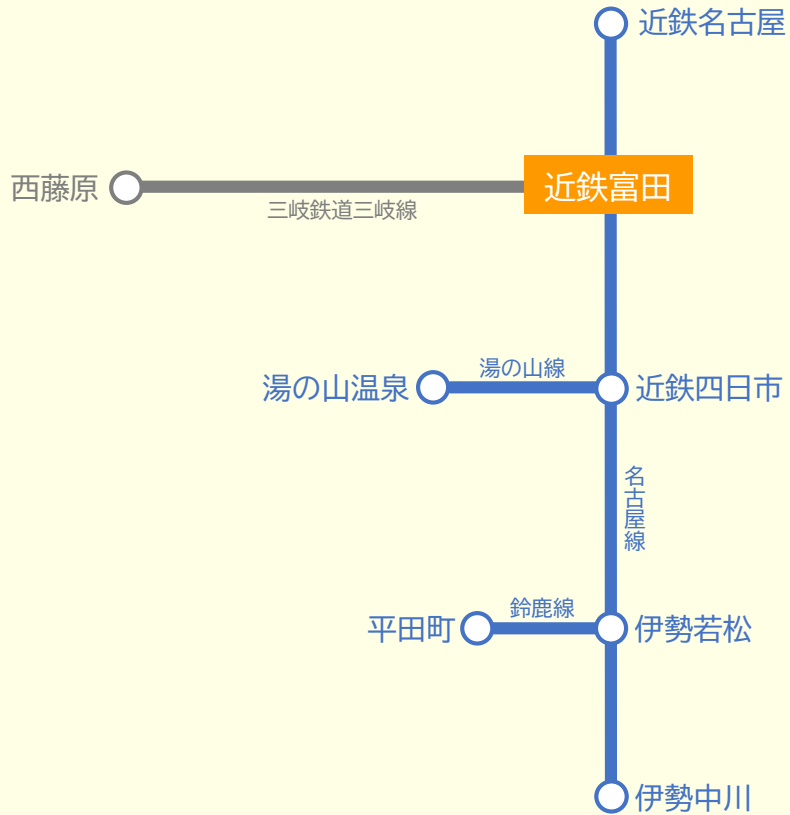 近鉄名古屋
西藤原
近鉄富田
三岐鉄道三岐線
湯の山線
湯の山温泉
近鉄四日市
名古屋線
鈴鹿線
平田町
伊勢若松
伊勢中川